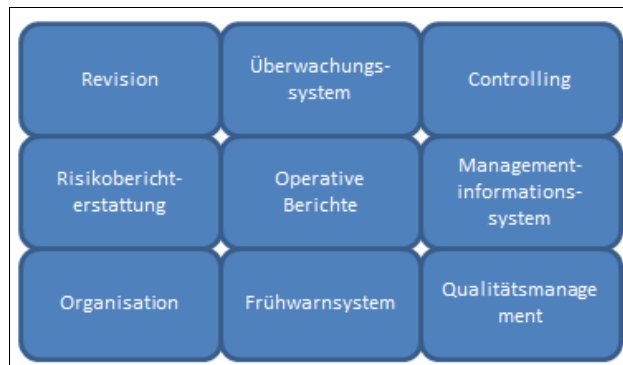 Revision
Überwachungs-
system
Controlling
Risikobericht-
erstattung
Operative
Berichte
Management-
informations-
system
Organisation
Frühwarnsystem
Qualitätsmanage
ment